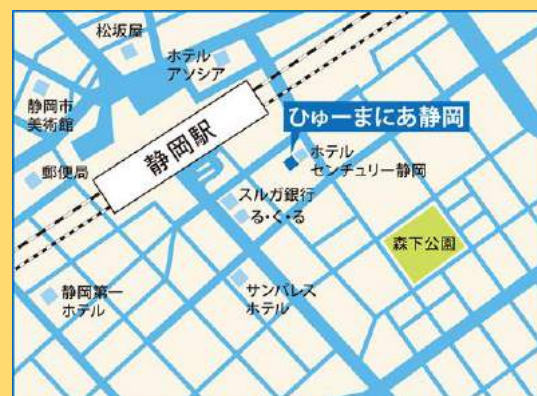 松坂屋
ホテル
アソシア
静岡市
美術館
郵便局
静岡駅
ひゅーまにあ静岡
ホテル
センチュリー静岡
スルガ銀行
る・く・る
森下公園
静岡第一
ホテル
サンパレス
ホテル